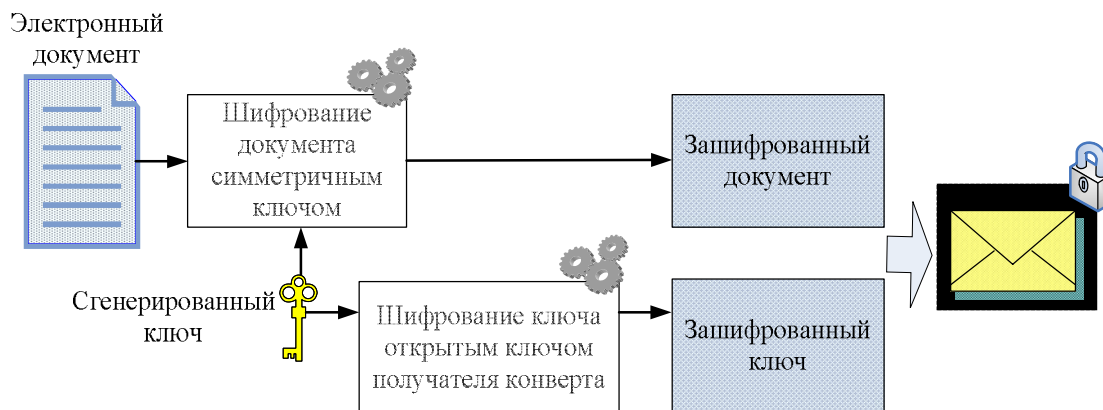 Электронный
документ
Шифрование
документа
симметричным
ключом
Зашифрованный
документ
Сгенерированный
ключ
Шифрование ключа
открытым ключом
получателя конверта
Зашифрованный
ключ